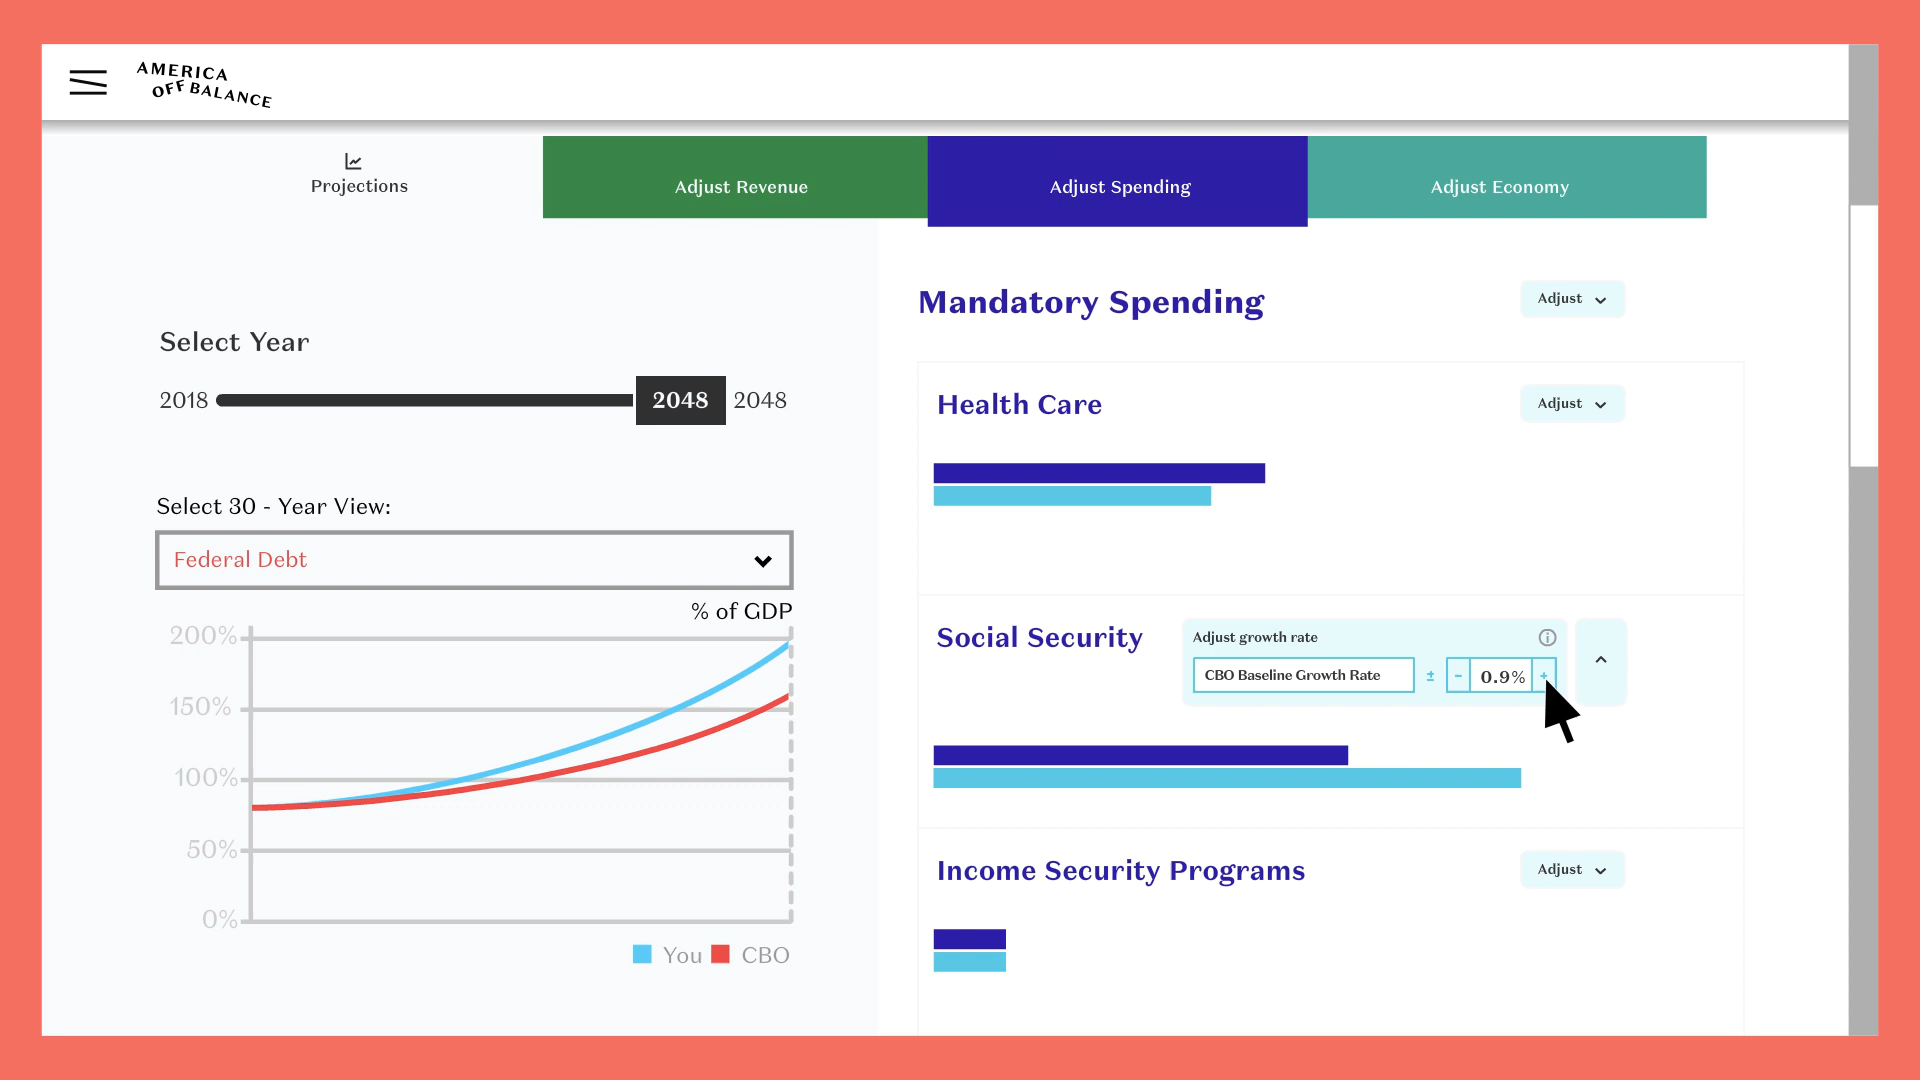 AMERICA
OFF BALANCE
Projections
Adjust Revenue
Adjust Spending
Adjust Economy
Select Year
2018
2048
2048
Select 30 - Year View:
Federal Debt
% of GDP
200%
150%
100%
50%
0%
You
CBO
Mandatory Spending
Adjust
Health Care
Adjust
Social Security
Adjust growth rate
CBO Baseline Growth Rate
± − 0.9% +
Income Security Programs
Adjust